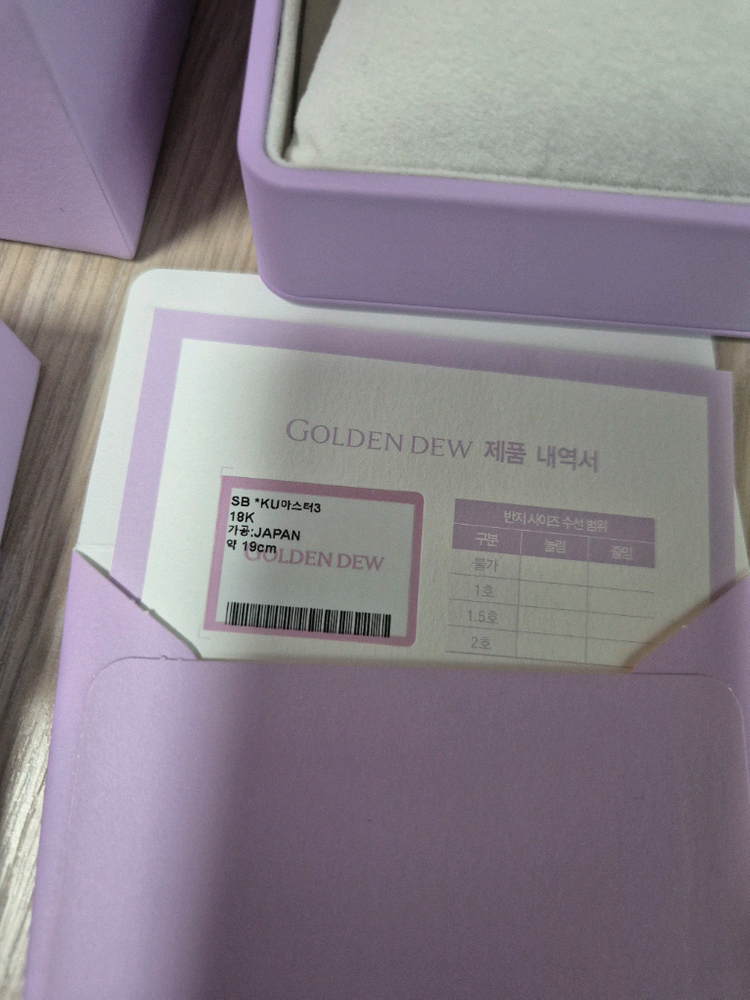 GOLDEN DEW 제품 내역서
SB *KU아스터3
18K
가공:JAPAN
약 19cm
GOLDEN DEW
반지 사이즈 수선 범위
구분 늘림 줄임
불가
1호
1.5호
2호